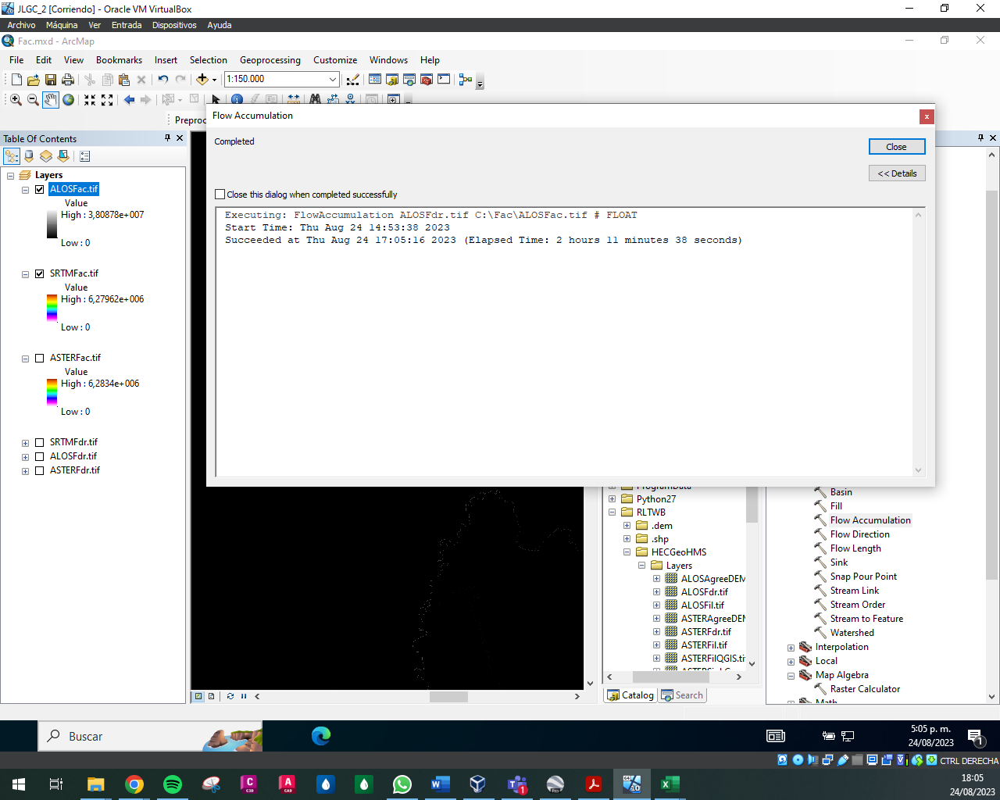 JLGC_2 [Corriendo] - Oracle VM VirtualBox
Archivo Máquina Ver Entrada Dispositivos Ayuda
Fac.mxd - ArcMap
File Edit View Bookmarks Insert Selection Geoprocessing Customize Windows Help
1:150.000
Preproc
Flow Accumulation
Completed
Close
<< Details
Close this dialog when completed successfully
Executing: FlowAccumulation ALOSFdr.tif C:\Fac\ALOSFac.tif # FLOAT
Start Time: Thu Aug 24 14:53:38 2023
Succeeded at Thu Aug 24 17:05:16 2023 (Elapsed Time: 2 hours 11 minutes 38 seconds)
Table Of Contents
Layers
ALOSFac.tif
Value
High : 3,80878e+007
Low : 0
SRTMFac.tif
Value
High : 6,27962e+006
Low : 0
ASTERFac.tif
Value
High : 6,2834e+006
Low : 0
SRTMFdr.tif
ALOSFdr.tif
ASTERFdr.tif
ProgramData
Python27
RLTWB
.dem
.shp
HECGeoHMS
Layers
ALOSAgreeDEM
ALOSFdr.tif
ALOSFil.tif
ASTERAgreeDEM
ASTERFdr.tif
ASTERFil.tif
ASTERFilQGIS.tif
Catalog Search
Basin
Fill
Flow Accumulation
Flow Direction
Flow Length
Sink
Snap Pour Point
Stream Link
Stream Order
Stream to Feature
Watershed
Interpolation
Local
Map Algebra
Raster Calculator
Math
Buscar
5:05 p. m.
24/08/2023
1
CTRL DERECHA
18:05
24/08/2023